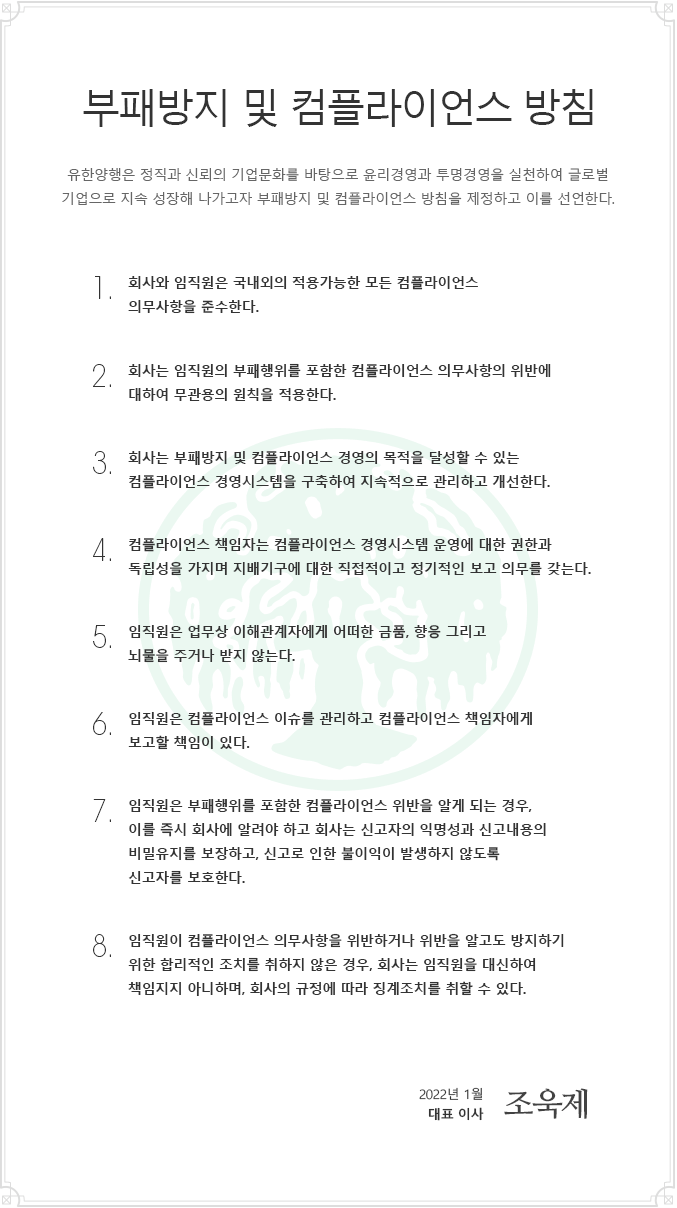 부패방지 및 컴플라이언스 방침
유한양행은 정직과 신뢰의 기업문화를 바탕으로 윤리경영과 투명경영을 실천하여 글로벌
기업으로 지속 성장해 나가고자 부패방지 및 컴플라이언스 방침을 제정하고 이를 선언한다.
1. 회사와 임직원은 국내외의 적용가능한 모든 컴플라이언스
의무사항을 준수한다.
2. 회사는 임직원의 부패행위를 포함한 컴플라이언스 의무사항의 위반에
대하여 무관용의 원칙을 적용한다.
3. 회사는 부패방지 및 컴플라이언스 경영의 목적을 달성할 수 있는
컴플라이언스 경영시스템을 구축하여 지속적으로 관리하고 개선한다.
4. 컴플라이언스 책임자는 컴플라이언스 경영시스템 운영에 대한 권한과
독립성을 가지며 지배기구에 대한 직접적이고 정기적인 보고 의무를 갖는다.
5. 임직원은 업무상 이해관계자에게 어떠한 금품, 향응 그리고
뇌물을 주거나 받지 않는다.
6. 임직원은 컴플라이언스 이슈를 관리하고 컴플라이언스 책임자에게
보고할 책임이 있다.
7. 임직원은 부패행위를 포함한 컴플라이언스 위반을 알게 되는 경우,
이를 즉시 회사에 알려야 하고 회사는 신고자의 익명성과 신고내용의
비밀유지를 보장하고, 신고로 인한 불이익이 발생하지 않도록
신고자를 보호한다.
8. 임직원이 컴플라이언스 의무사항을 위반하거나 위반을 알고도 방지하기
위한 합리적인 조치를 취하지 않은 경우, 회사는 임직원을 대신하여
책임지지 아니하며, 회사의 규정에 따라 징계조치를 취할 수 있다.
2022년 1월
대표 이사 조욱제